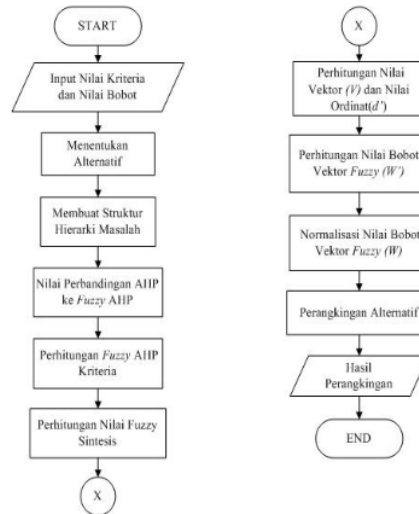 START
Input Nilai Kriteria
dan Nilai Bobot
Menentukan
Alternatif
Membuat Struktur
Hierarki Masalah
Nilai Perbandingan AHP
ke Fuzzy AHP
Perhitungan Fuzzy AHP
Kriteria
Perhitungan Nilai Fuzzy
Sintesis
X
X
Perhitungan Nilai
Vektor (V) dan Nilai
Ordinat(d')
Perhitungan Nilai Bobot
Vektor Fuzzy (W')
Normalisasi Nilai Bobot
Vektor Fuzzy (W)
Perangkingan Alternatif
Hasil
Perangkingan
END